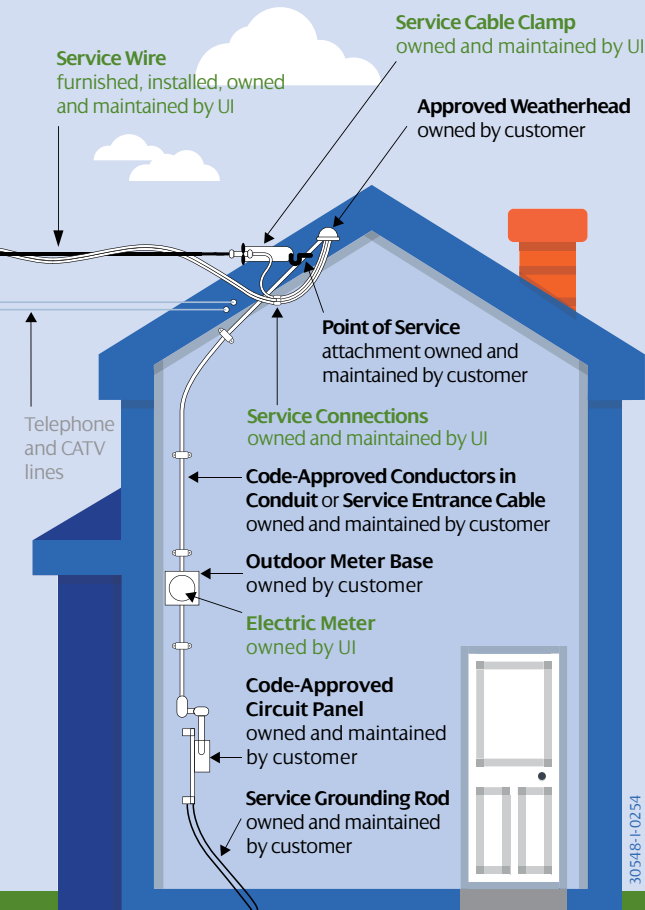 Service Cable Clamp
owned and maintained by UI
Service Wire
furnished, installed, owned
and maintained by UI
Approved Weatherhead
owned by customer
Point of Service
attachment owned and
maintained by customer
Telephone
and CATV
lines
Service Connections
owned and maintained by UI
Code-Approved Conductors in
Conduit or Service Entrance Cable
owned and maintained by customer
Outdoor Meter Base
owned by customer
Electric Meter
owned by UI
Code-Approved
Circuit Panel
owned and maintained
by customer
Service Grounding Rod
owned and maintained
by customer
30548-I-0254